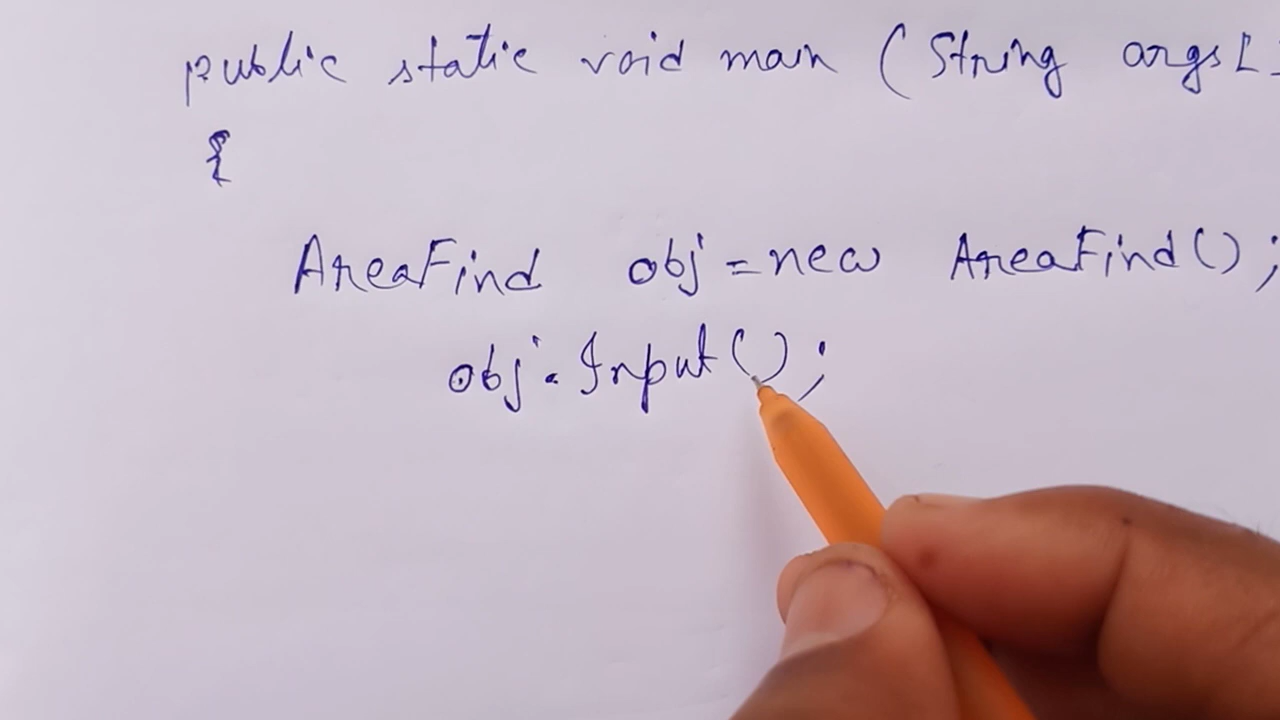 public static void main (String args[
{
AreaFind obj = new AreaFind();
obj.Input();